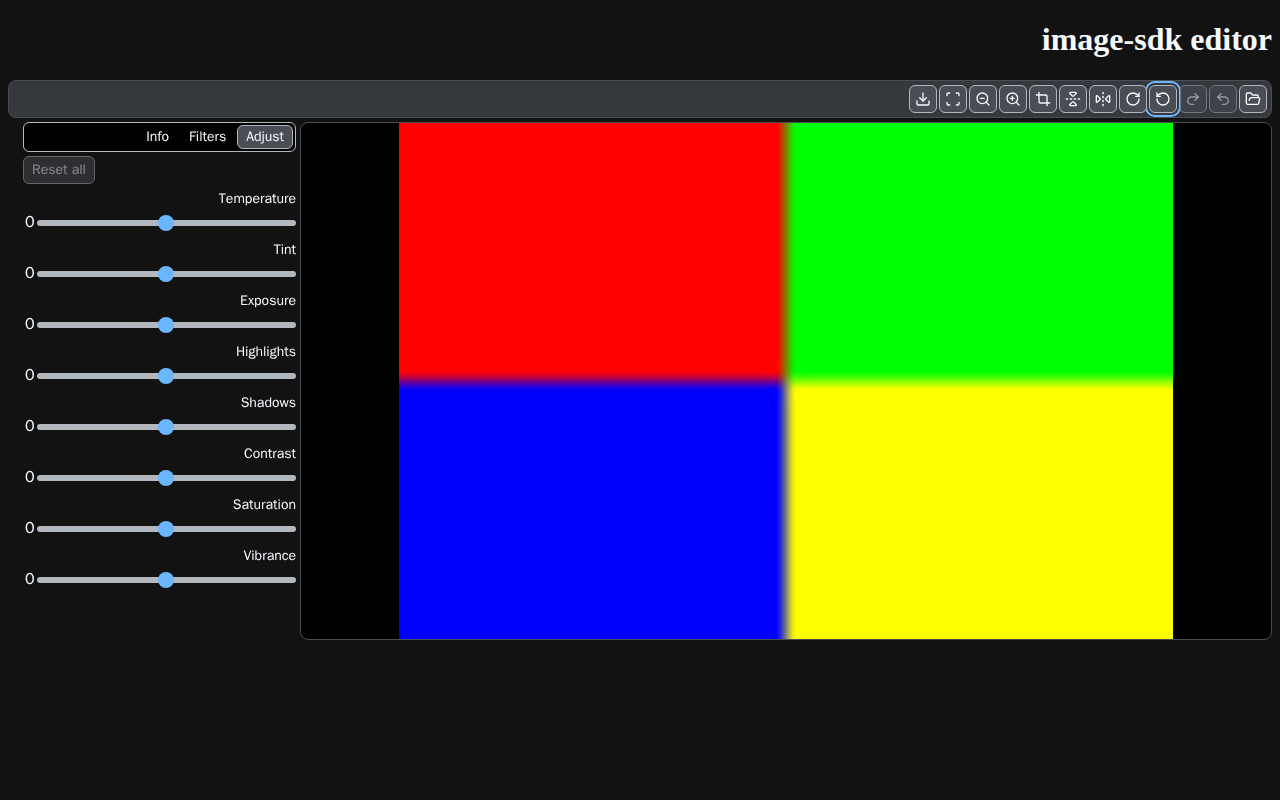 image-sdk editor
Info Filters Adjust
Reset all
Temperature
0
Tint
0
Exposure
0
Highlights
0
Shadows
0
Contrast
0
Saturation
0
Vibrance
0